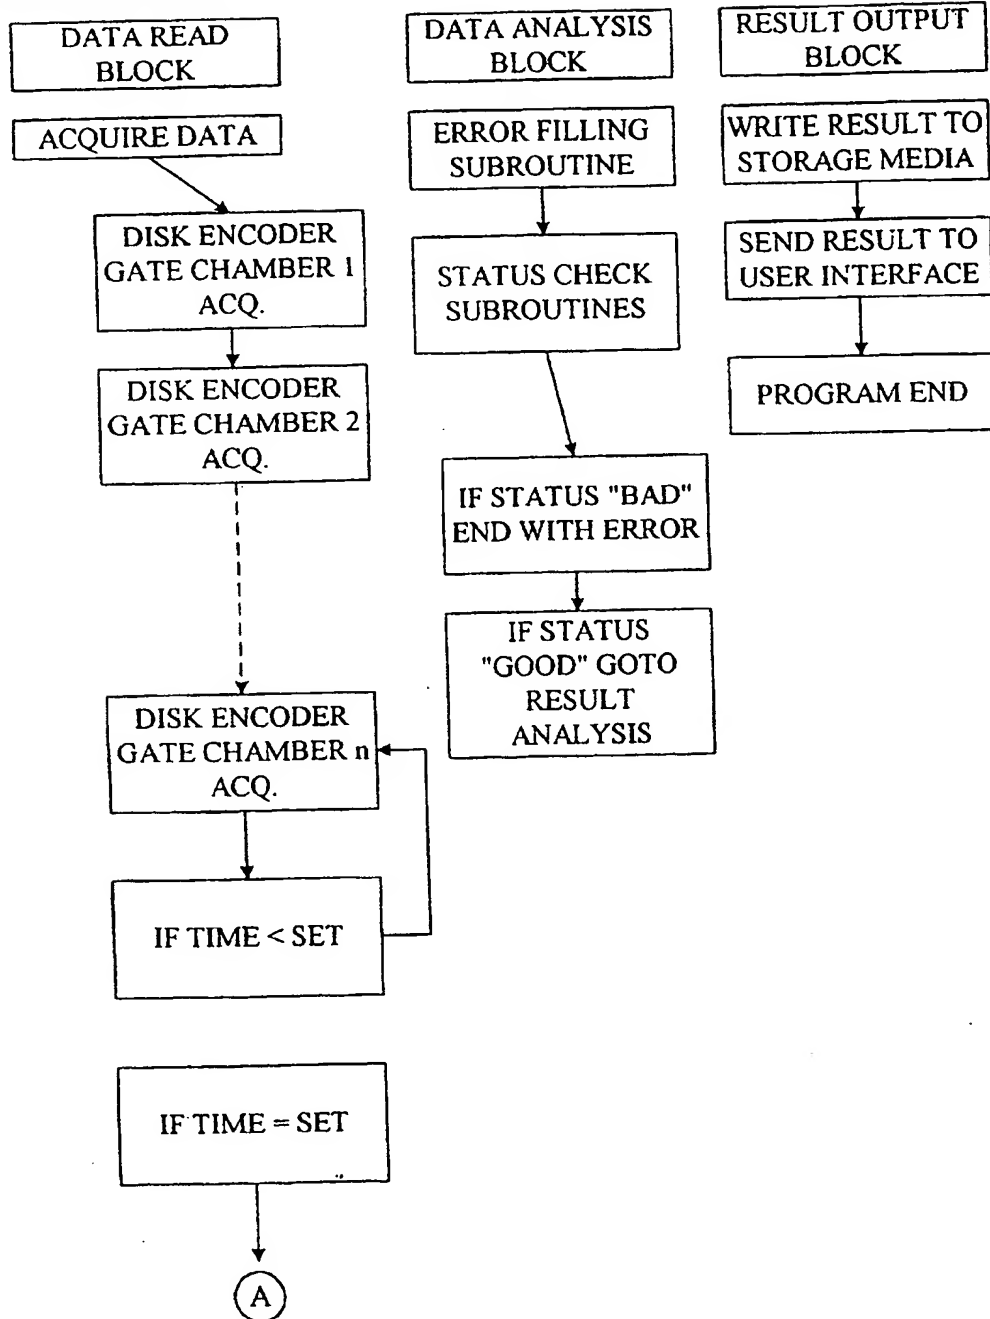 DATA READ
BLOCK
ACQUIRE DATA
DISK ENCODER
GATE CHAMBER 1
ACQ.
DISK ENCODER
GATE CHAMBER 2
ACQ.
DISK ENCODER
GATE CHAMBER n
ACQ.
IF TIME < SET
IF TIME = SET
A
DATA ANALYSIS
BLOCK
ERROR FILLING
SUBROUTINE
STATUS CHECK
SUBROUTINES
IF STATUS "BAD"
END WITH ERROR
IF STATUS
"GOOD" GOTO
RESULT
ANALYSIS
RESULT OUTPUT
BLOCK
WRITE RESULT TO
STORAGE MEDIA
SEND RESULT TO
USER INTERFACE
PROGRAM END